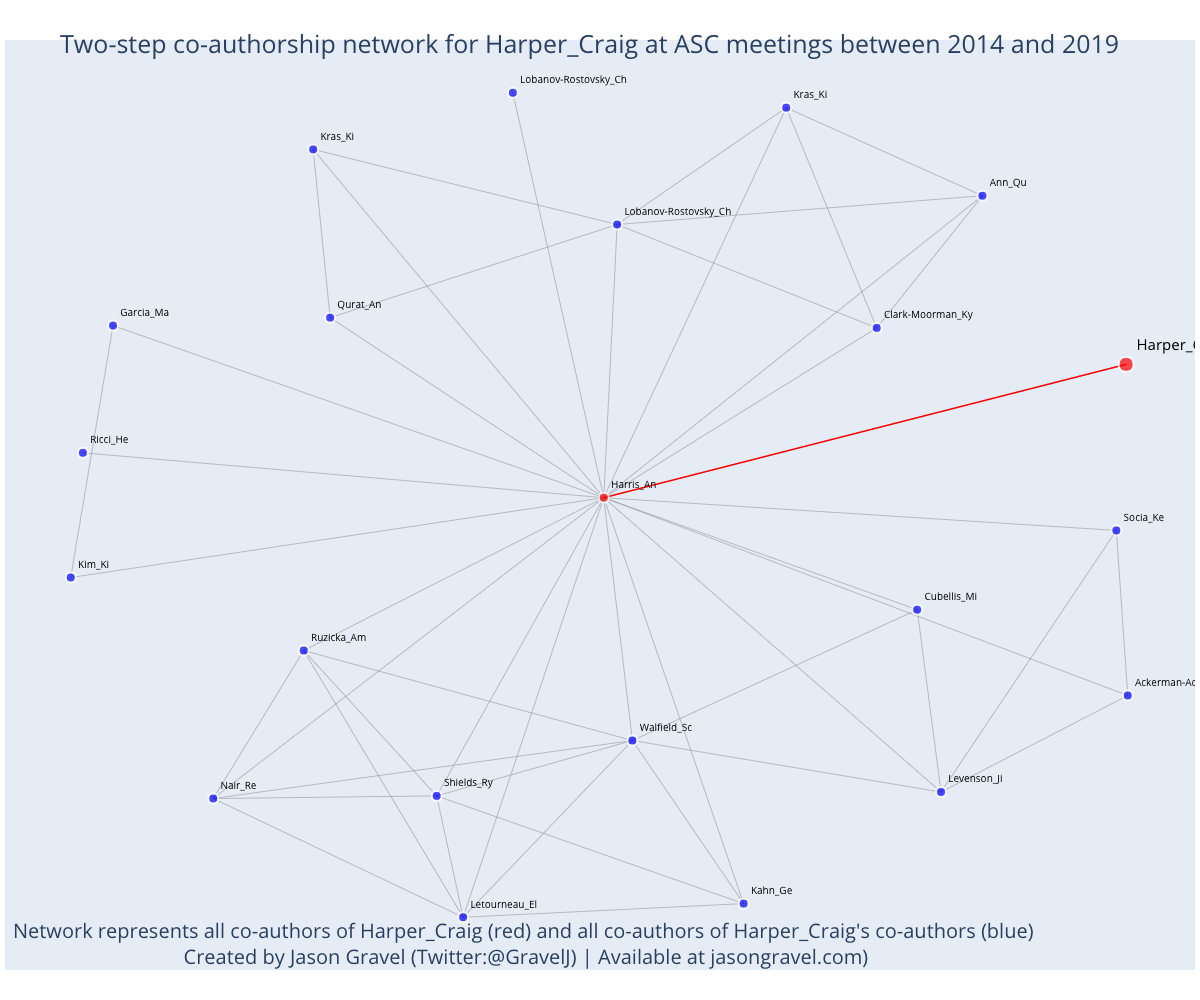 Two-step co-authorship network for Harper_Craig at ASC meetings between 2014 and 2019
Lobanov-Rostovsky_Ch
Kras_Ki
Kras_Ki
Ann_Qu
Lobanov-Rostovsky_Ch
Qurat_An
Garcia_Ma
Clark-Moorman_Ky
Harper_C
Ricci_He
Harris_An
Socia_Ke
Kim_Ki
Cubellis_Mi
Ruzicka_Am
Ackerman-Ac
Walfield_Sc
Levenson_Ji
Shields_Ry
Nair_Re
Kahn_Ge
Letourneau_El
Network represents all co-authors of Harper_Craig (red) and all co-authors of Harper_Craig's co-authors (blue)
Created by Jason Gravel (Twitter:@GravelJ) | Available at jasongravel.com)